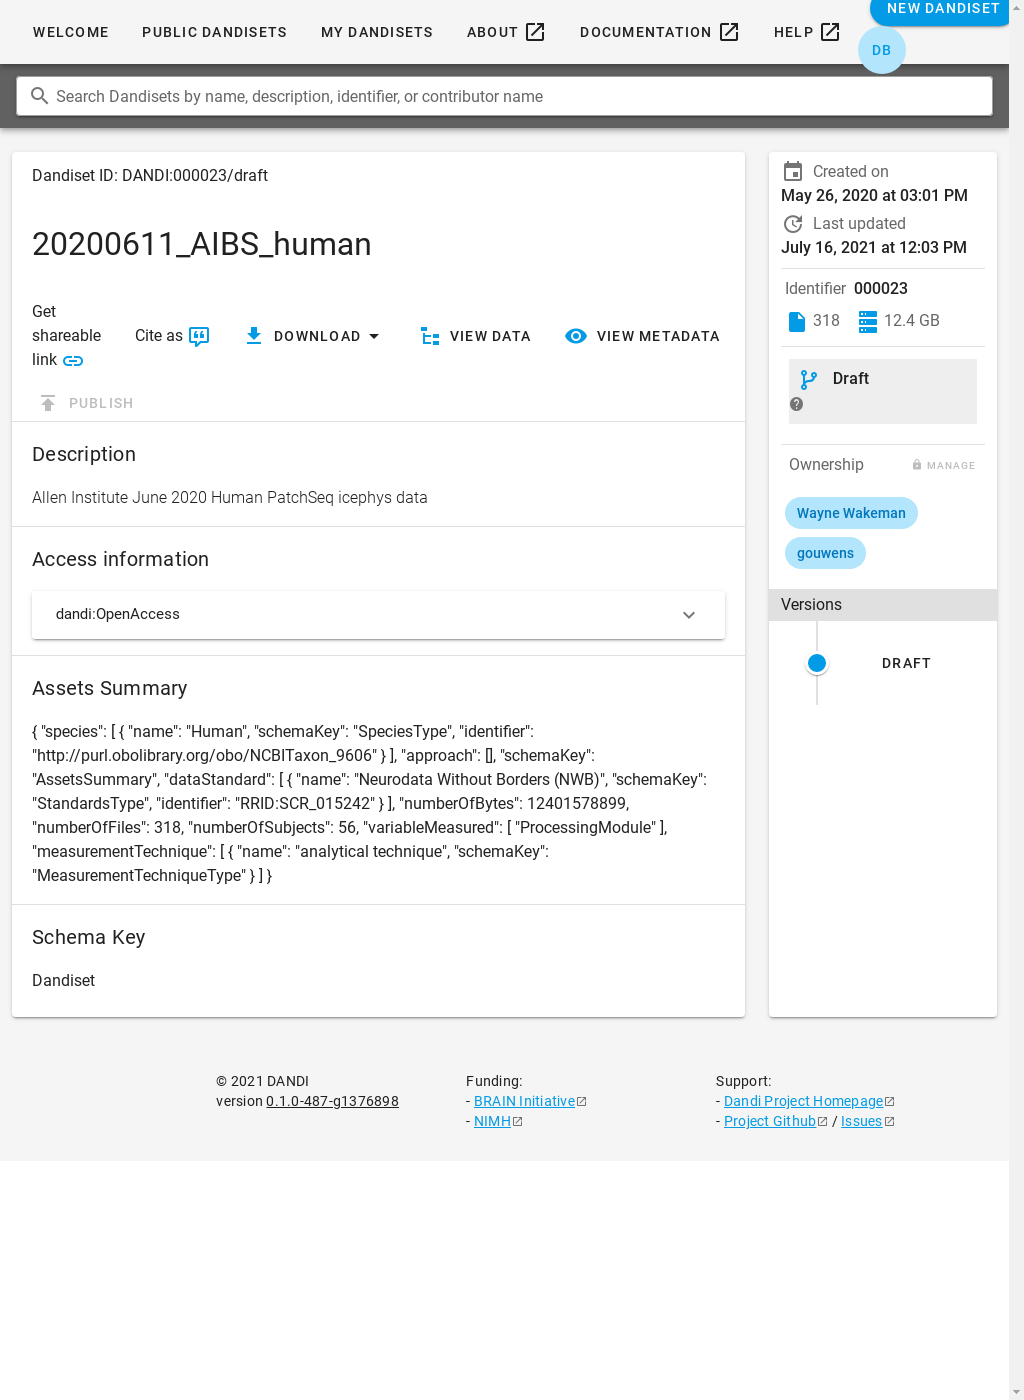 NEW DANDISET
WELCOME PUBLIC DANDISETS MY DANDISETS ABOUT DOCUMENTATION HELP
DB
Search Dandisets by name, description, identifier, or contributor name
Dandiset ID: DANDI:000023/draft
20200611_AIBS_human
Get
shareable
link
Cite as
DOWNLOAD
VIEW DATA
VIEW METADATA
PUBLISH
Description
Allen Institute June 2020 Human PatchSeq icephys data
Access information
dandi:OpenAccess
Assets Summary
{ "species": [ { "name": "Human", "schemaKey": "SpeciesType", "identifier":
"http://purl.obolibrary.org/obo/NCBITaxon_9606" } ], "approach": [], "schemaKey":
"AssetsSummary", "dataStandard": [ { "name": "Neurodata Without Borders (NWB)", "schemaKey":
"StandardsType", "identifier": "RRID:SCR_015242" } ], "numberOfBytes": 12401578899,
"numberOfFiles": 318, "numberOfSubjects": 56, "variableMeasured": [ "ProcessingModule" ],
"measurementTechnique": [ { "name": "analytical technique", "schemaKey":
"MeasurementTechniqueType" } ] }
Schema Key
Dandiset
Created on
May 26, 2020 at 03:01 PM
Last updated
July 16, 2021 at 12:03 PM
Identifier 000023
318 12.4 GB
Draft
Ownership MANAGE
Wayne Wakeman
gouwens
Versions
DRAFT
© 2021 DANDI
version 0.1.0-487-g1376898
Funding:
- BRAIN Initiative
- NIMH
Support:
- Dandi Project Homepage
- Project Github / Issues